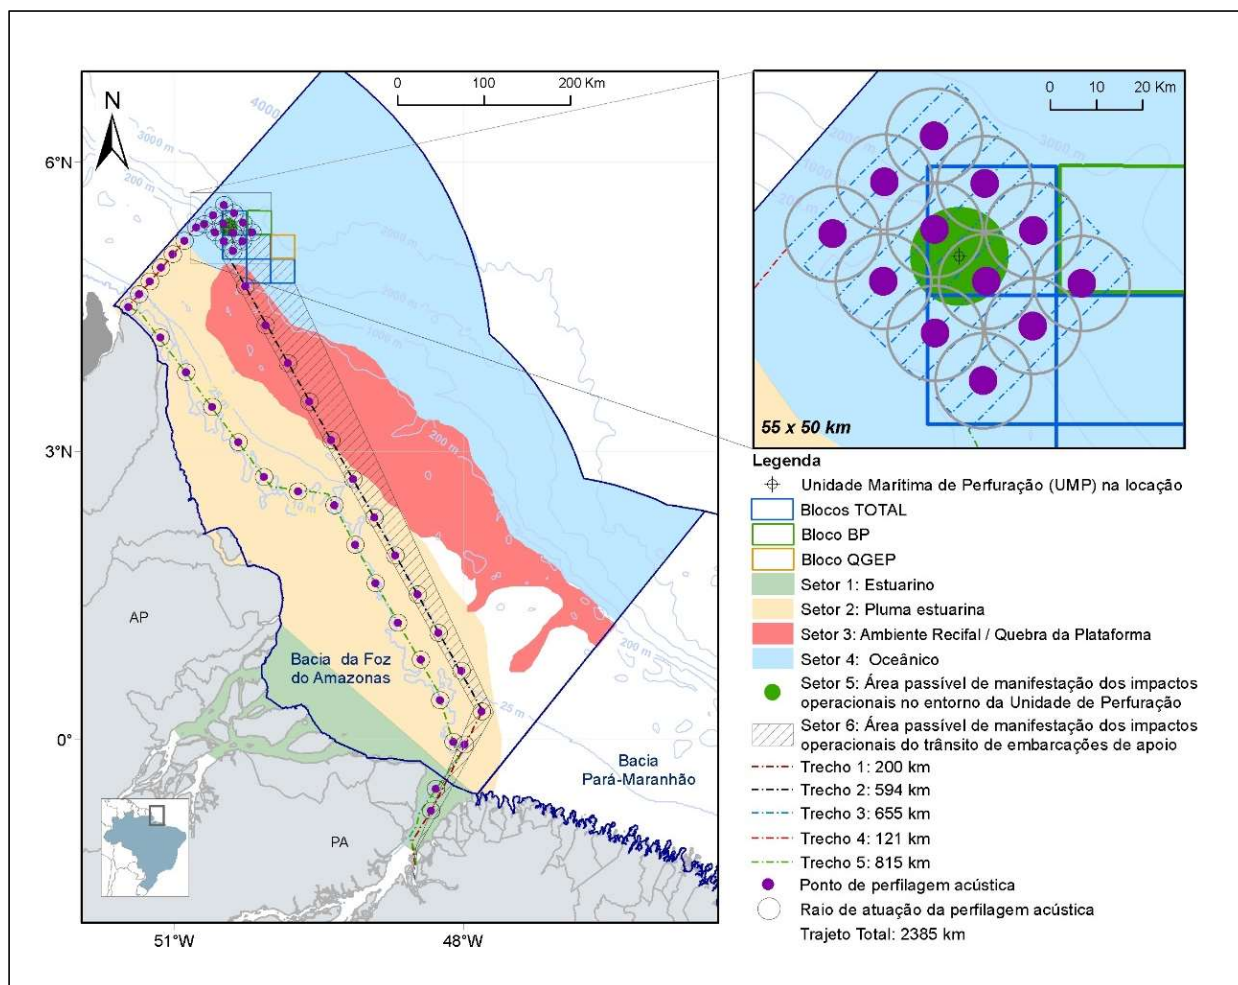 N
0 100 200 Km
4000
3000 m
200 m
2000 m
3000 m
1000 m
200 m
10 m
200 m
25 m
6°N
3°N
0°
51°W
48°W
AP
PA
Bacia da Foz
do Amazonas
Bacia
Pará-Maranhão
0 10 20 Km
3000 m
2000 m
55 x 50 km
Legenda
Unidade Marítima de Perfuração (UMP) na locação
Blocos TOTAL
Bloco BP
Bloco QGEP
Setor 1: Estuarino
Setor 2: Pluma estuarina
Setor 3: Ambiente Recifal / Quebra da Plataforma
Setor 4: Oceânico
Setor 5: Área passível de manifestação dos impactos
operacionais no entorno da Unidade de Perfuração
Setor 6: Área passível de manifestação dos impactos
operacionais do trânsito de embarcações de apoio
Trecho 1: 200 km
Trecho 2: 594 km
Trecho 3: 655 km
Trecho 4: 121 km
Trecho 5: 815 km
Ponto de perfilagem acústica
Raio de atuação da perfilagem acústica
Trajeto Total: 2385 km